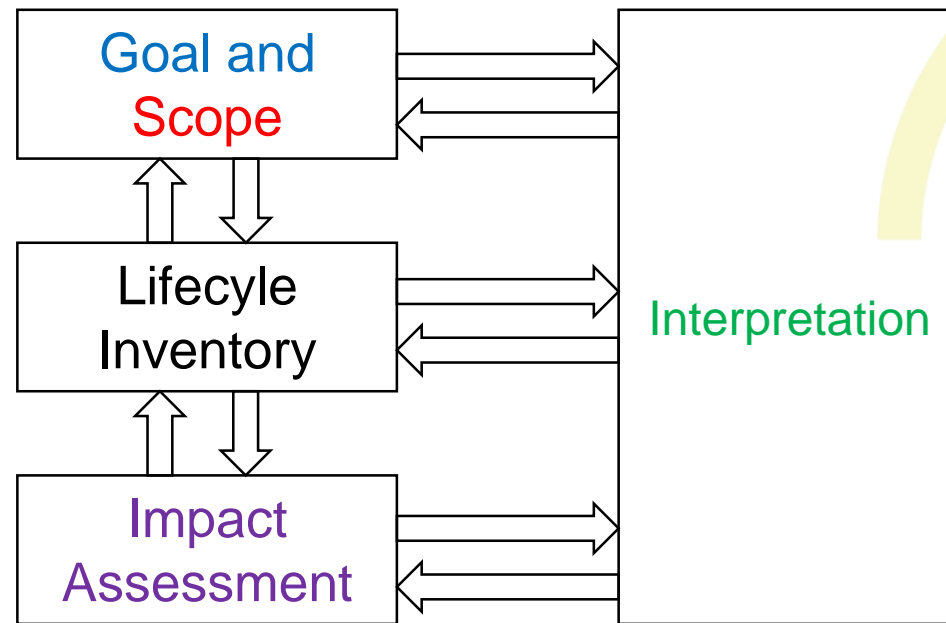 Goal and
Scope
Lifecyle
Inventory
Interpretation
Impact
Assessment